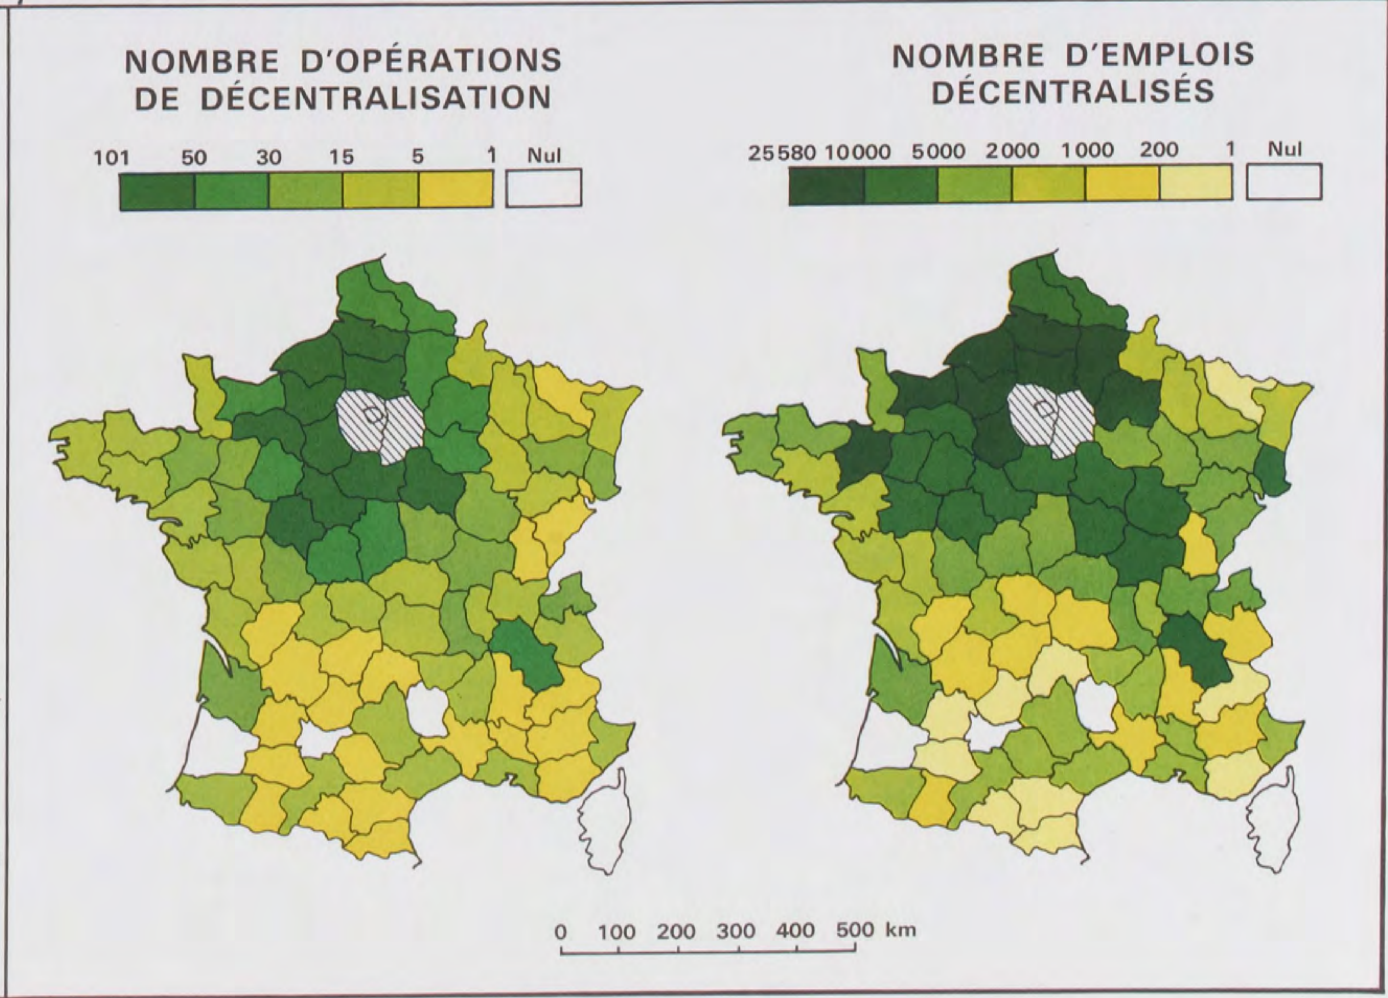 NOMBRE D'OPÉRATIONS
DE DÉCENTRALISATION
101 50 30 15 5 1 Nul
NOMBRE D'EMPLOIS
DÉCENTRALISÉS
25580 10000 5000 2000 1000 200 1 Nul
0 100 200 300 400 500 km